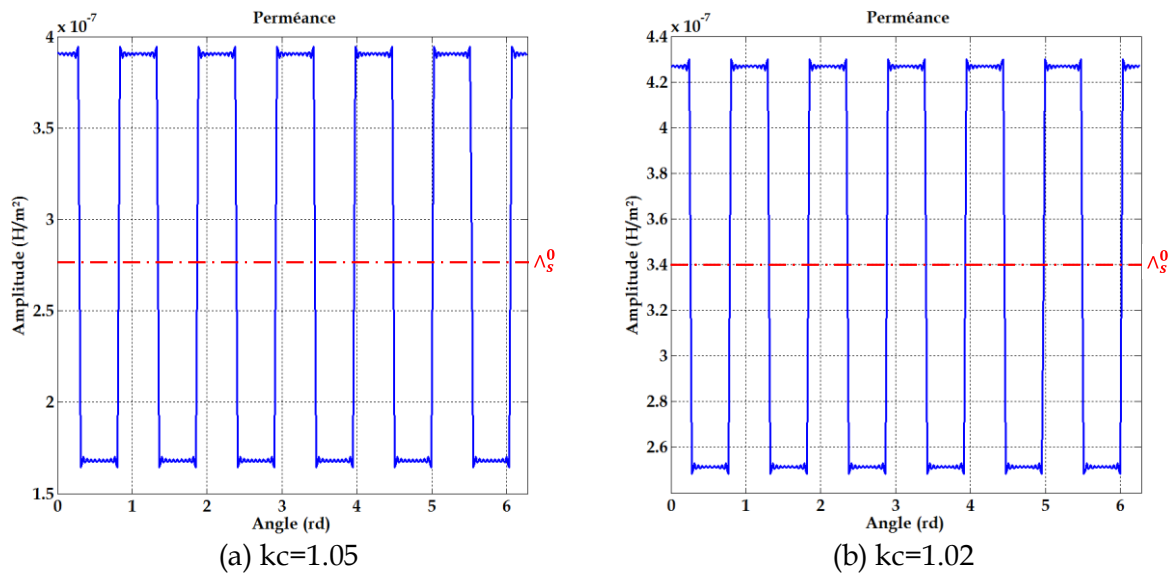 Perméance
x 10⁻⁷
4
3.5
3
2.5
2
1.5
Amplitude (H/m²)
0 1 2 3 4 5 6
Angle (rd)
∧⁰ₛ
(a) kc=1.05
Perméance
x 10⁻⁷
4.4
4.2
4
3.8
3.6
3.4
3.2
3
2.8
2.6
Amplitude (H/m²)
0 1 2 3 4 5 6
Angle (rd)
∧⁰ₛ
(b) kc=1.02